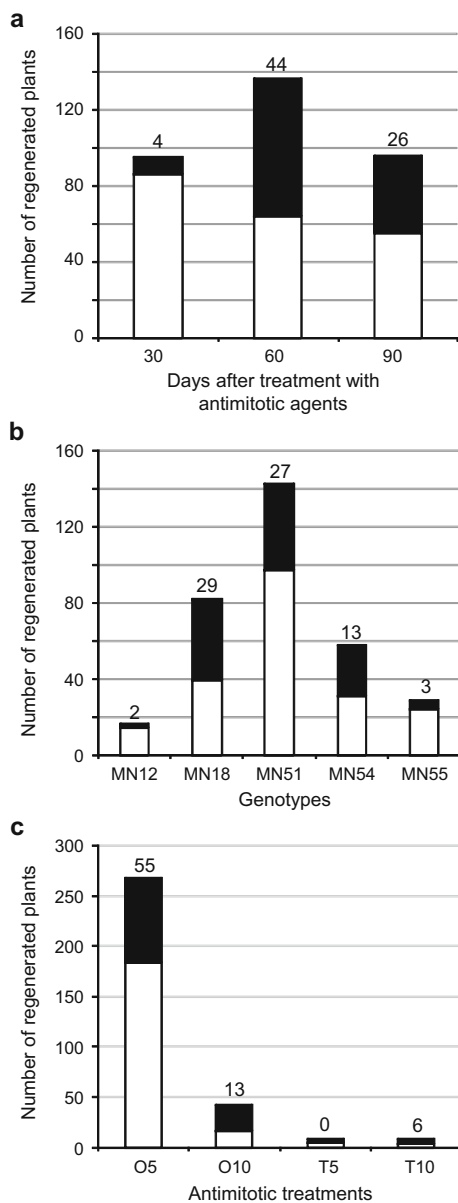 a
Number of regenerated plants
160
120
80
40
0
4
44
26
30 60 90
Days after treatment with
antimitotic agents
b
Number of regenerated plants
160
120
80
40
0
2
29
27
13
3
MN12 MN18 MN51 MN54 MN55
Genotypes
c
Number of regenerated plants
300
250
200
150
100
50
0
55
13
0
6
O5 O10 T5 T10
Antimitotic treatments